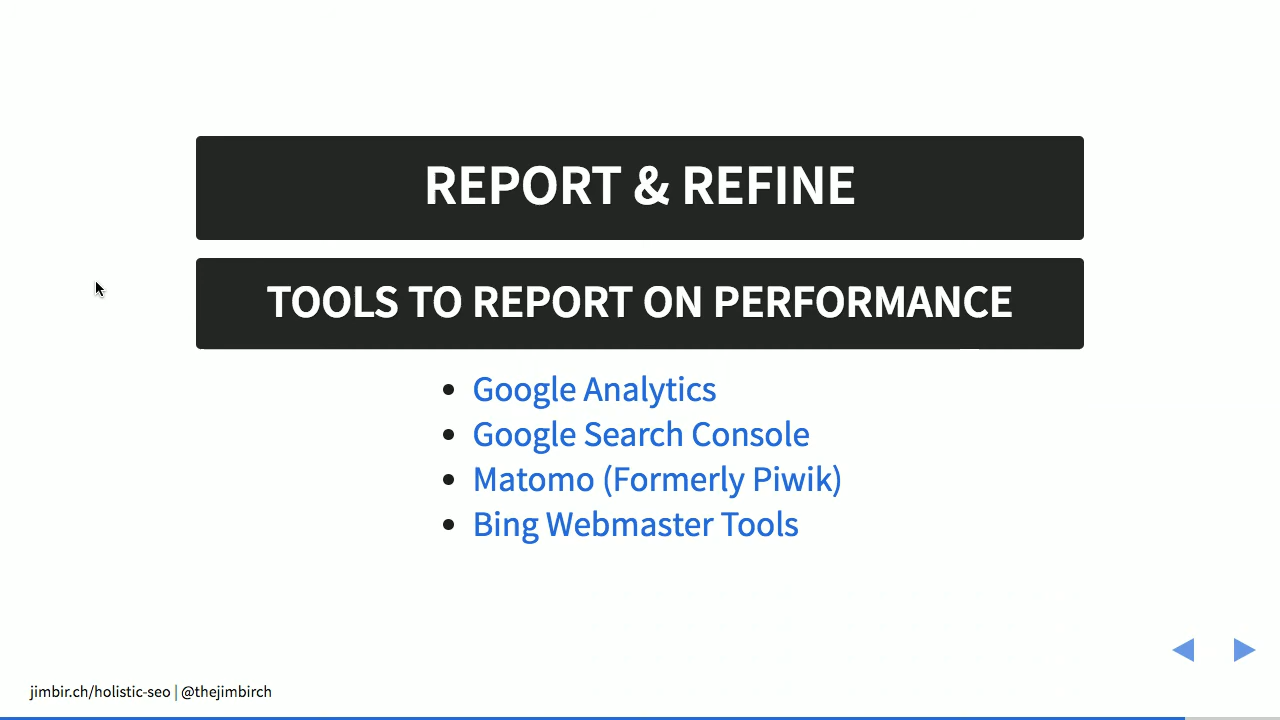 REPORT & REFINE
TOOLS TO REPORT ON PERFORMANCE
Google Analytics
Google Search Console
Matomo (Formerly Piwik)
Bing Webmaster Tools
jimbir.ch/holistic-seo | @thejimbirch